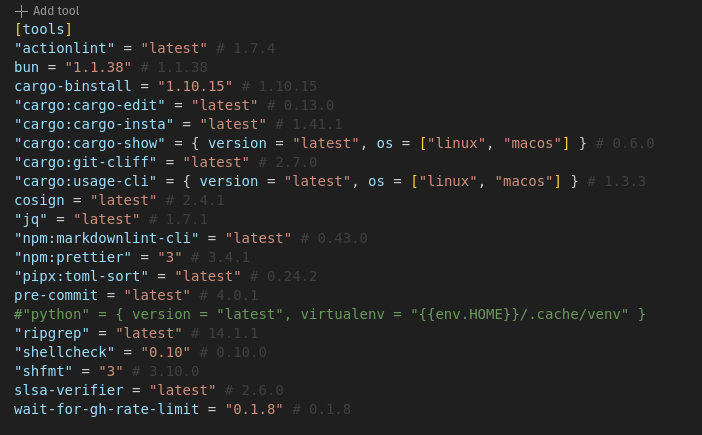 Add tool
[tools]
"actionlint" = "latest" # 1.7.4
bun = "1.1.38" # 1.1.38
cargo-binstall = "1.10.15" # 1.10.15
"cargo:cargo-edit" = "latest" # 0.13.0
"cargo:cargo-insta" = "latest" # 1.41.1
"cargo:cargo-show" = { version = "latest", os = ["linux", "macos"] } # 0.6.0
"cargo:git-cliff" = "latest" # 2.7.0
"cargo:usage-cli" = { version = "latest", os = ["linux", "macos"] } # 1.3.3
cosign = "latest" # 2.4.1
"jq" = "latest" # 1.7.1
"npm:markdownlint-cli" = "latest" # 0.43.0
"npm:prettier" = "3" # 3.4.1
"pipx:toml-sort" = "latest" # 0.24.2
pre-commit = "latest" # 4.0.1
#"python" = { version = "latest", virtualenv = "{{env.HOME}}/.cache/venv" }
"ripgrep" = "latest" # 14.1.1
"shellcheck" = "0.10" # 0.10.0
"shfmt" = "3" # 3.10.0
slsa-verifier = "latest" # 2.6.0
wait-for-gh-rate-limit = "0.1.8" # 0.1.8